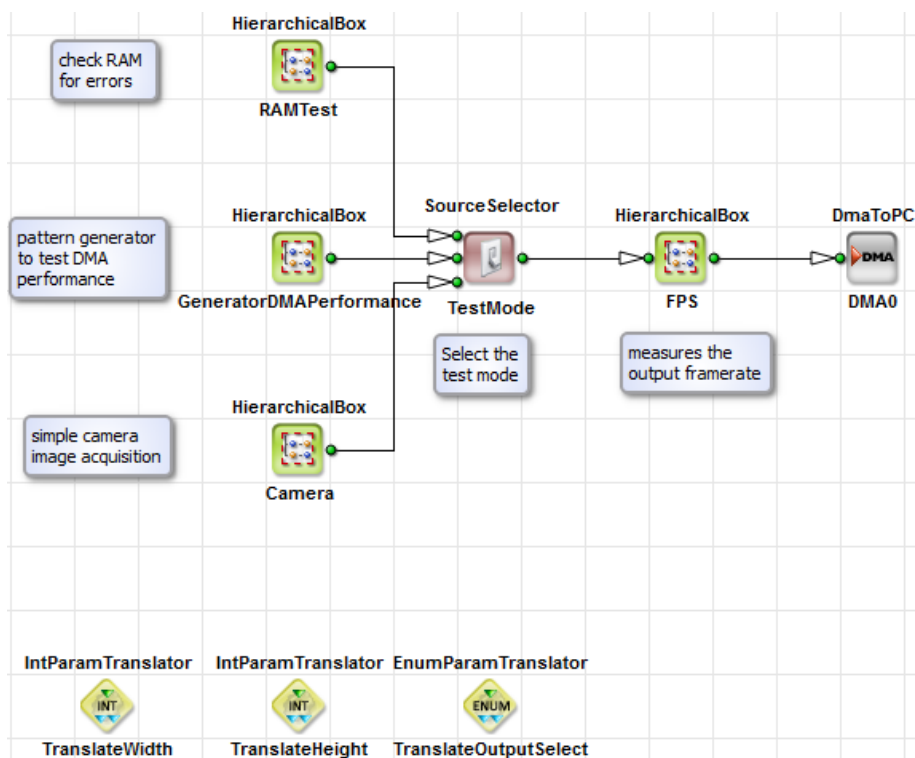 HierarchicalBox
check RAM
for errors
RAMTest
pattern generator
to test DMA
performance
HierarchicalBox
GeneratorDMAPerformance
SourceSelector
TestMode
Select the
test mode
HierarchicalBox
FPS
measures the
output framerate
DmaToPC
DMA
DMA0
simple camera
image acquisition
HierarchicalBox
Camera
IntParamTranslator
INT
TranslateWidth
IntParamTranslator
INT
TranslateHeight
EnumParamTranslator
ENUM
TranslateOutputSelect